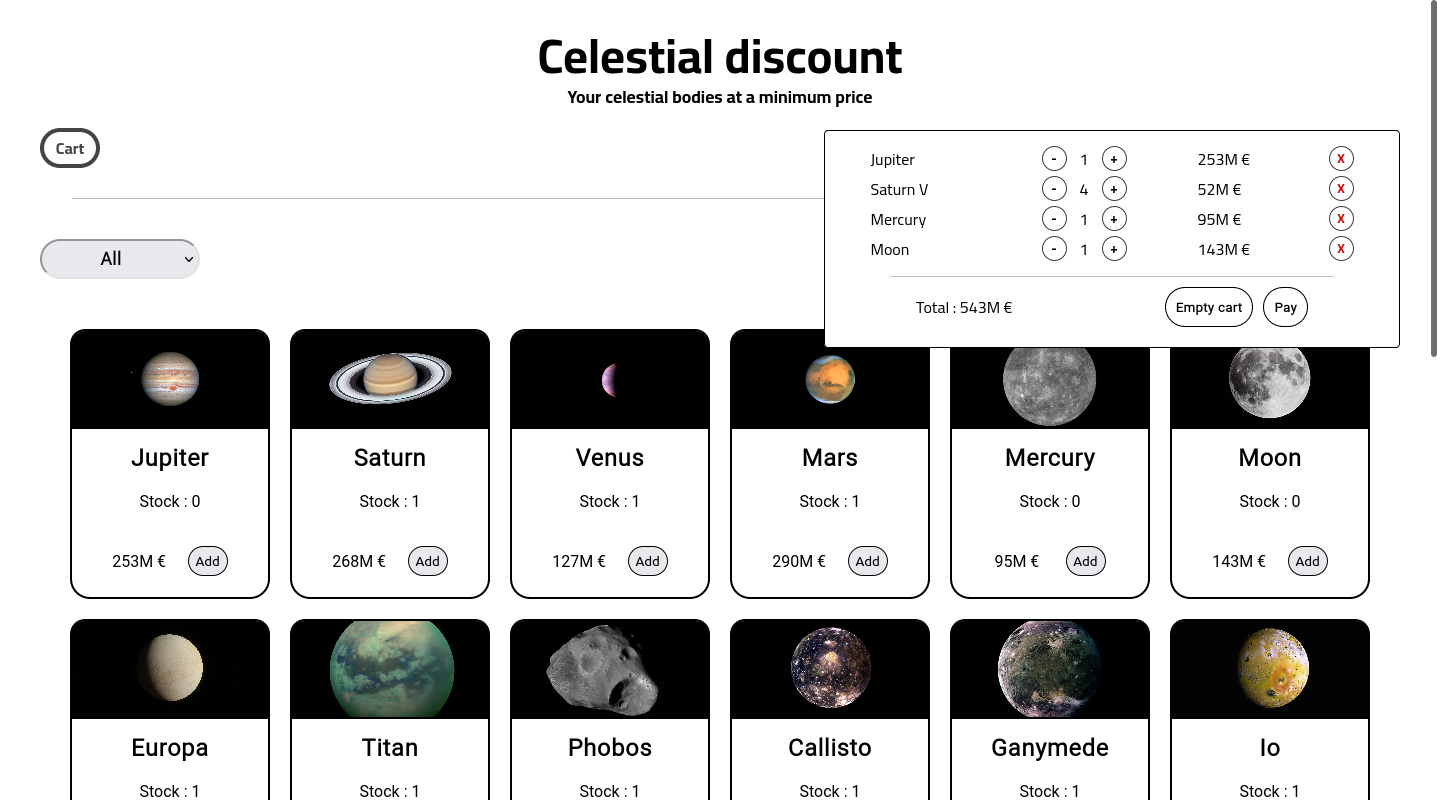 Celestial discount
Your celestial bodies at a minimum price
Cart
Jupiter - 1 + 253M € X
Saturn V - 4 + 52M € X
Mercury - 1 + 95M € X
Moon - 1 + 143M € X
All
Total : 543M € Empty cart Pay
Jupiter Saturn Venus Mars Mercury Moon
Stock : 0 Stock : 1 Stock : 1 Stock : 1 Stock : 0 Stock : 0
253M € Add 268M € Add 127M € Add 290M € Add 95M € Add 143M € Add
Europa Titan Phobos Callisto Ganymede Io
Stock : 1 Stock : 1 Stock : 1 Stock : 1 Stock : 1 Stock : 1